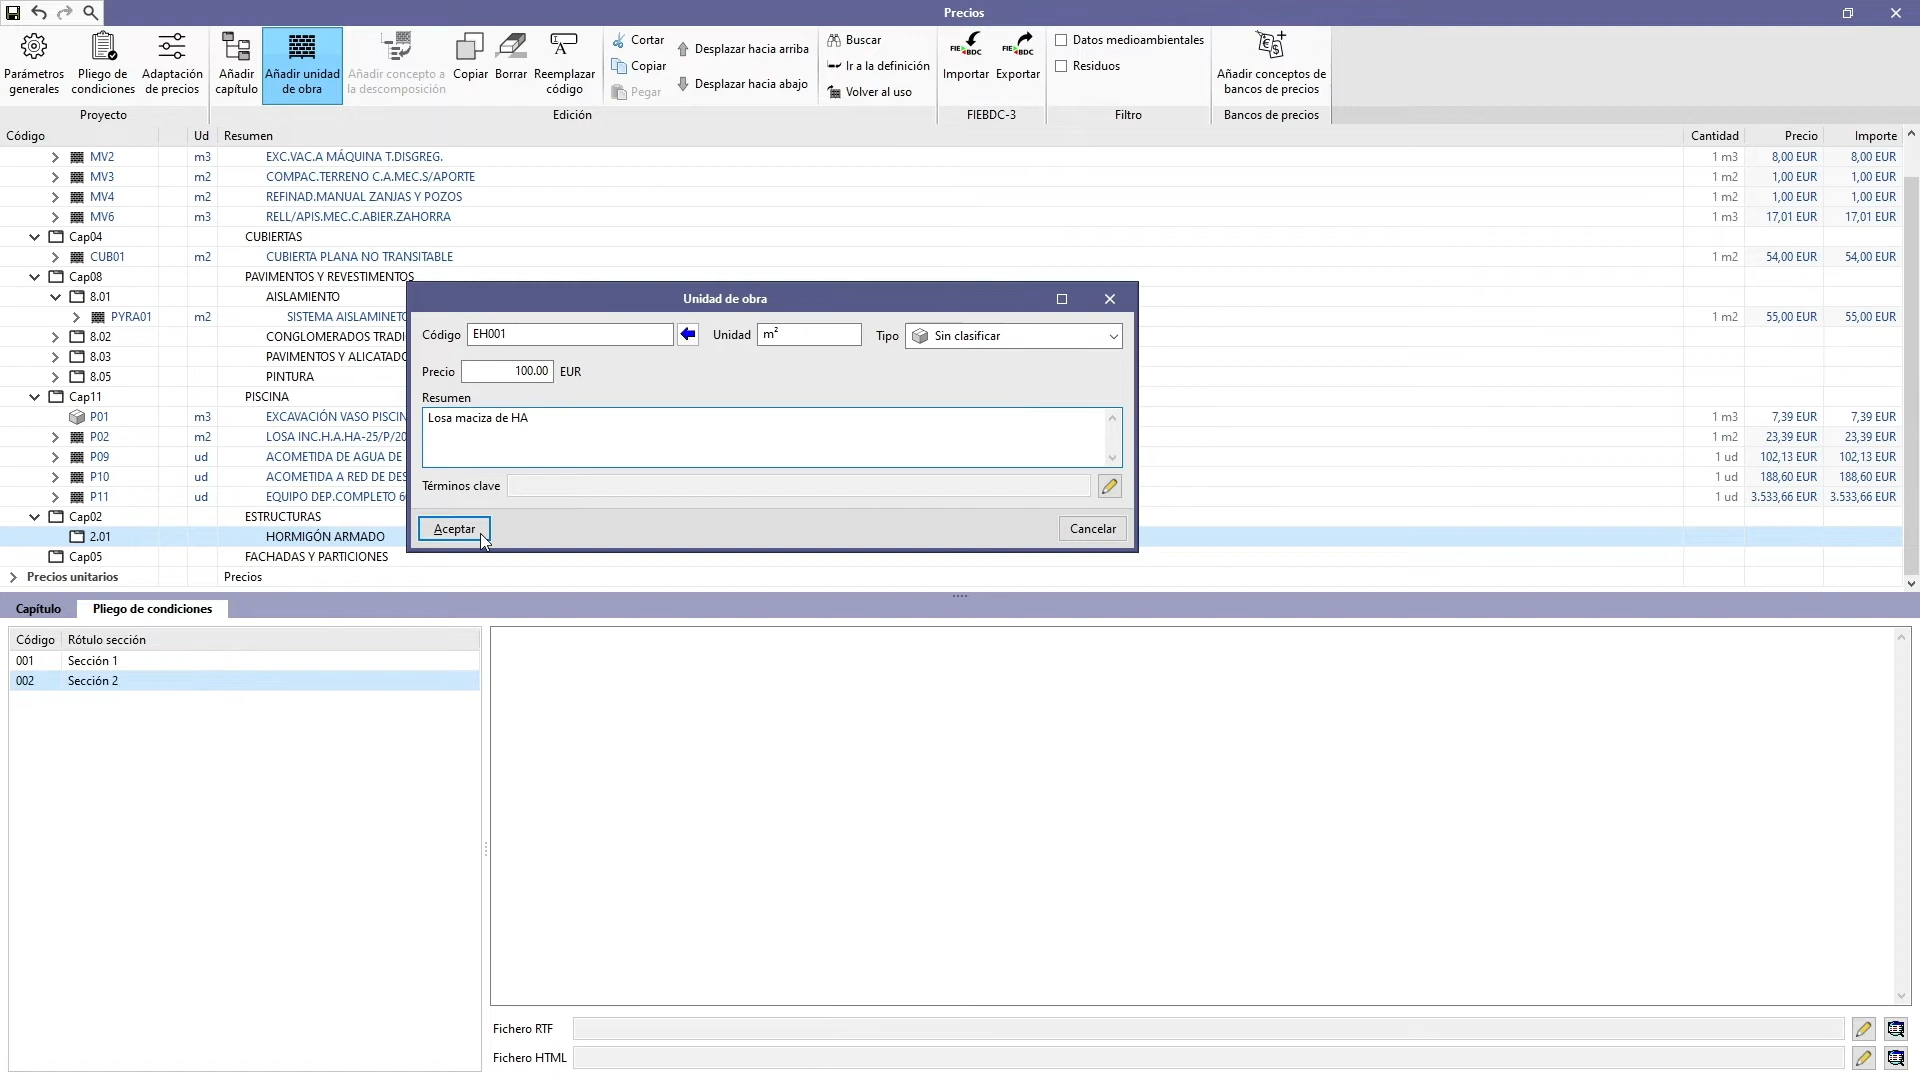 Precios
Parámetros generales
Pliego de condiciones
Adaptación de precios
Añadir capítulo
Añadir unidad de obra
Añadir concepto a la descomposición
Copiar
Borrar
Reemplazar código
Cortar
Copiar
Pegar
Desplazar hacia arriba
Desplazar hacia abajo
Buscar
Ir a la definición
Volver al uso
FIE BDC
Importar
FIE BDC
Exportar
Datos medioambientales
Residuos
Añadir conceptos de bancos de precios
Proyecto
Edición
FIEBDC-3
Filtro
Bancos de precios
Código Ud Resumen Cantidad Precio Importe
MV2 m3 EXC.VAC.A MÁQUINA T.DISGREG. 1 m3 8,00 EUR 8,00 EUR
MV3 m2 COMPAC.TERRENO C.A.MEC.S/APORTE 1 m2 1,00 EUR 1,00 EUR
MV4 m2 REFINAD.MANUAL ZANJAS Y POZOS 1 m2 1,00 EUR 1,00 EUR
MV6 m3 RELL/APIS.MEC.C.ABIER.ZAHORRA 1 m3 17,01 EUR 17,01 EUR
Cap04 CUBIERTAS
CUB01 m2 CUBIERTA PLANA NO TRANSITABLE 1 m2 54,00 EUR 54,00 EUR
Cap08 PAVIMENTOS Y REVESTIMENTOS
8.01 AISLAMIENTO
PYRA01 m2 SISTEMA AISLAMINETO 1 m2 55,00 EUR 55,00 EUR
8.02 CONGLOMERADOS TRADI
8.03 PAVIMENTOS Y ALICATADO
8.05 PINTURA
Cap11 PISCINA
P01 m3 EXCAVACIÓN VASO PISCIN 1 m3 7,39 EUR 7,39 EUR
P02 m2 LOSA INC.H.A.HA-25/P/20 1 m2 23,39 EUR 23,39 EUR
P09 ud ACOMETIDA DE AGUA DE 1 ud 102,13 EUR 102,13 EUR
P10 ud ACOMETIDA A RED DE DES 1 ud 188,60 EUR 188,60 EUR
P11 ud EQUIPO DEP.COMPLETO 1 ud 3.533,66 EUR 3.533,66 EUR
Cap02 ESTRUCTURAS
2.01 HORMIGÓN ARMADO
Cap05 FACHADAS Y PARTICIONES
Precios unitarios Precios
Unidad de obra
Código EH001 Unidad m² Tipo Sin clasificar
Precio 100.00 EUR
Resumen
Losa maciza de HA
Términos clave
Aceptar Cancelar
Capítulo Pliego de condiciones
Código Rótulo sección
001 Sección 1
002 Sección 2
Fichero RTF
Fichero HTML